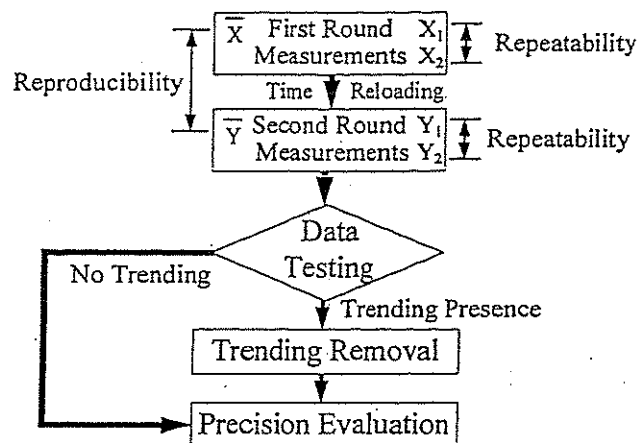 X̅ First Round X₁
Measurements X₂
Repeatability
Reproducibility
Time Reloading
Y̅ Second Round Y₁
Measurements Y₂
Repeatability
Data
Testing
No Trending
Trending Presence
Trending Removal
Precision Evaluation